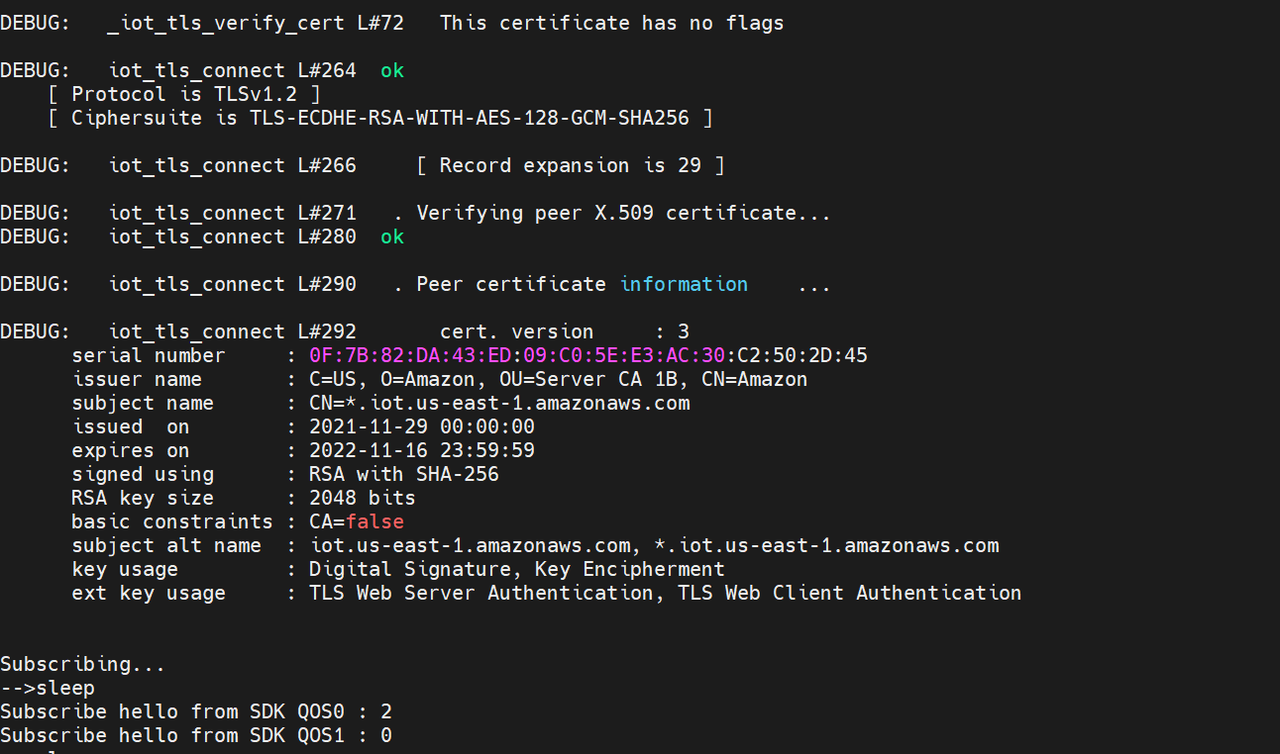 DEBUG:   _iot_tls_verify_cert L#72   This certificate has no flags
DEBUG:   iot_tls_connect L#264  ok
    [ Protocol is TLSv1.2 ]
    [ Ciphersuite is TLS-ECDHE-RSA-WITH-AES-128-GCM-SHA256 ]
DEBUG:   iot_tls_connect L#266     [ Record expansion is 29 ]
DEBUG:   iot_tls_connect L#271   . Verifying peer X.509 certificate...
DEBUG:   iot_tls_connect L#280  ok
DEBUG:   iot_tls_connect L#290   . Peer certificate information    ...
DEBUG:   iot_tls_connect L#292       cert. version     : 3
      serial number     : 0F:7B:82:DA:43:ED:09:C0:5E:E3:AC:30:C2:50:2D:45
      issuer name       : C=US, O=Amazon, OU=Server CA 1B, CN=Amazon
      subject name      : CN=*.iot.us-east-1.amazonaws.com
      issued  on        : 2021-11-29 00:00:00
      expires on        : 2022-11-16 23:59:59
      signed using      : RSA with SHA-256
      RSA key size      : 2048 bits
      basic constraints : CA=false
      subject alt name  : iot.us-east-1.amazonaws.com, *.iot.us-east-1.amazonaws.com
      key usage         : Digital Signature, Key Encipherment
      ext key usage     : TLS Web Server Authentication, TLS Web Client Authentication
Subscribing...
-->sleep
Subscribe hello from SDK QOS0 : 2
Subscribe hello from SDK QOS1 : 0